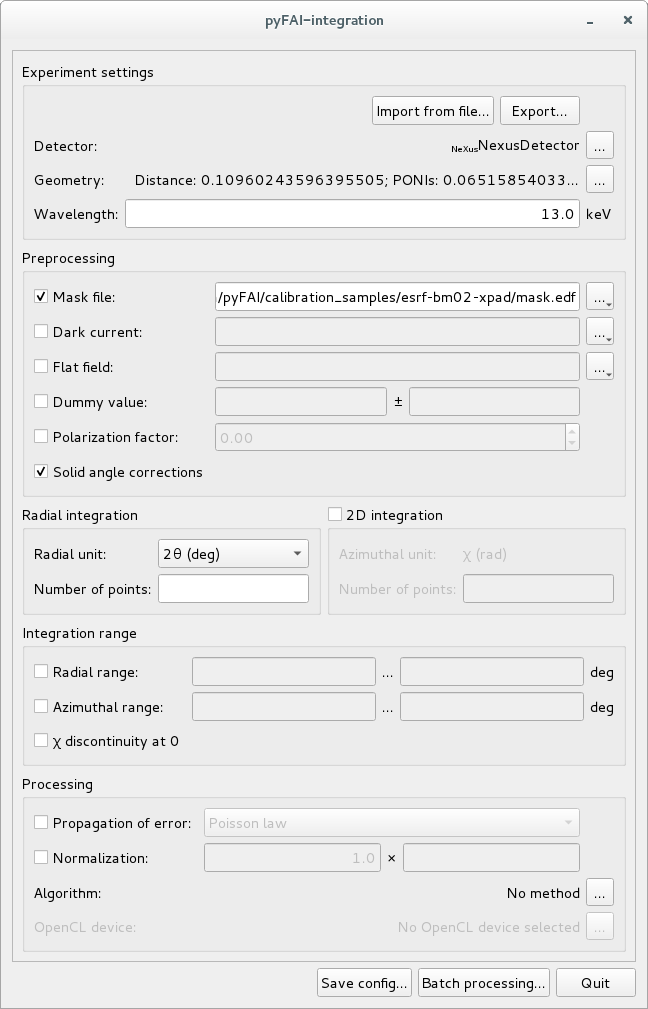 pyFAI-integration
Experiment settings
Import from file... Export...
Detector: NeXus NexusDetector ...
Geometry: Distance: 0.10960243596395505; PONIs: 0.06515854033... ...
Wavelength: 13.0 keV
Preprocessing
Mask file: /pyFAI/calibration_samples/esrf-bm02-xpad/mask.edf ...
Dark current: ...
Flat field: ...
Dummy value: ±
Polarization factor: 0.00
Solid angle corrections
Radial integration 2D integration
Radial unit: 2θ (deg) Azimuthal unit: χ (rad)
Number of points: Number of points:
Integration range
Radial range: ... deg
Azimuthal range: ... deg
χ discontinuity at 0
Processing
Propagation of error: Poisson law
Normalization: 1.0 ×
Algorithm: No method ...
OpenCL device: No OpenCL device selected ...
Save config... Batch processing... Quit